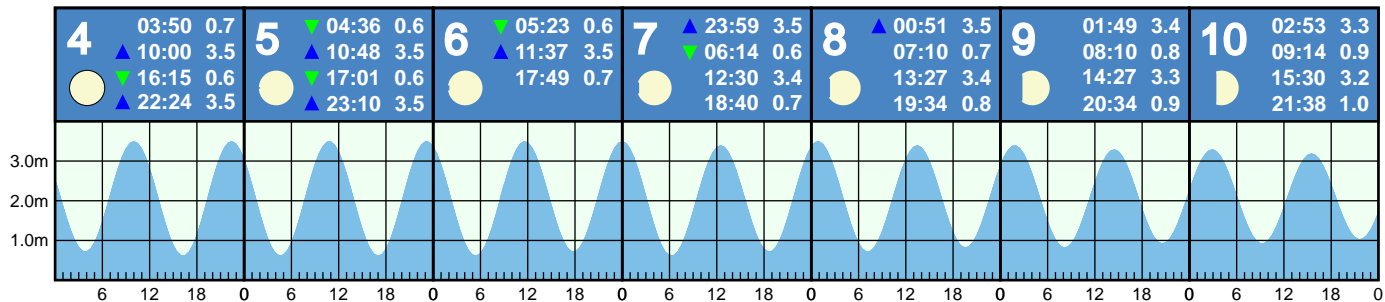 4
03:50 0.7
▲ 10:00 3.5
▼ 16:15 0.6
▲ 22:24 3.5
5
▼ 04:36 0.6
▲ 10:48 3.5
▼ 17:01 0.6
▲ 23:10 3.5
6
▼ 05:23 0.6
▲ 11:37 3.5
17:49 0.7
7
▲ 23:59 3.5
▼ 06:14 0.6
12:30 3.4
18:40 0.7
8
▲ 00:51 3.5
07:10 0.7
13:27 3.4
19:34 0.8
9
01:49 3.4
08:10 0.8
14:27 3.3
20:34 0.9
10
02:53 3.3
09:14 0.9
15:30 3.2
21:38 1.0
3.0m
2.0m
1.0m
6 12 18 0 6 12 18 0 6 12 18 0 6 12 18 0 6 12 18 0 6 12 18 0 6 12 18 0